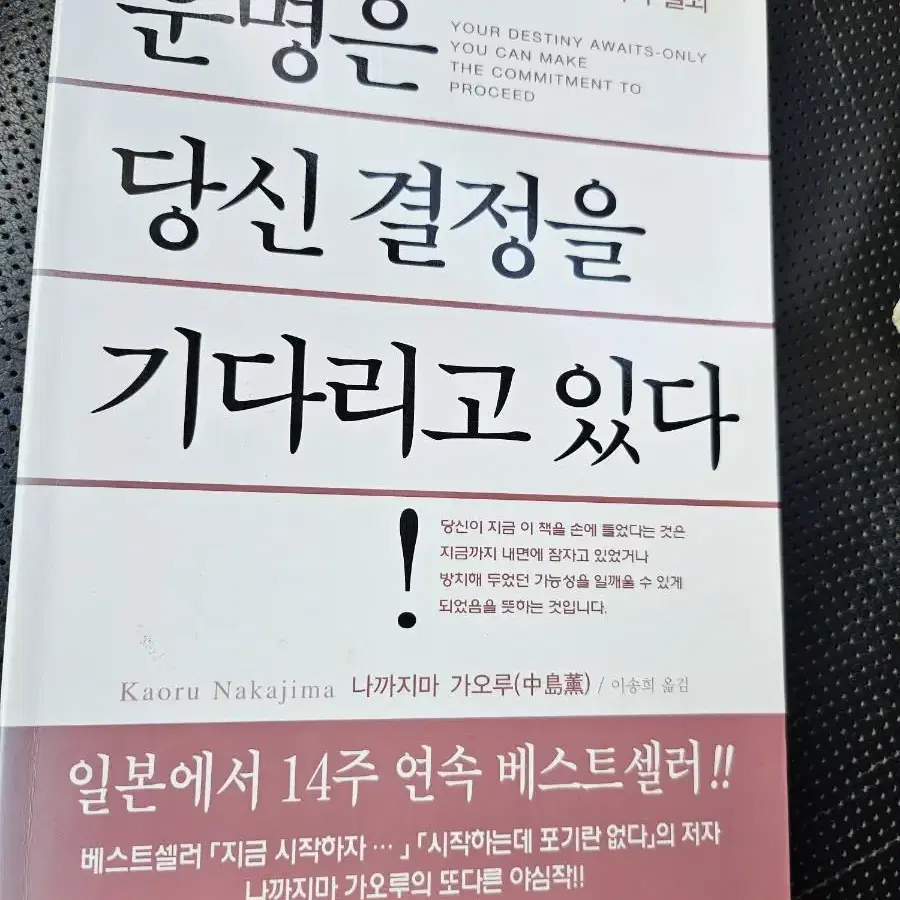 운명은
YOUR DESTINY AWAITS-ONLY
YOU CAN MAKE
THE COMMITMENT TO
PROCEED
당신 결정을
기다리고 있다
!
당신이 지금 이 책을 손에 들었다는 것은
지금까지 내면에 잠자고 있었거나
방치해 두었던 가능성을 일깨울 수 있게
되었음을 뜻하는 것입니다.
Kaoru Nakajima 나까지마 가오루(中島薰) / 이송희 옮김
일본에서 14주 연속 베스트셀러!!
베스트셀러 「지금 시작하자 …」 「시작하는데 포기란 없다」의 저자
나까지마 가오루의 또다른 야심작!!